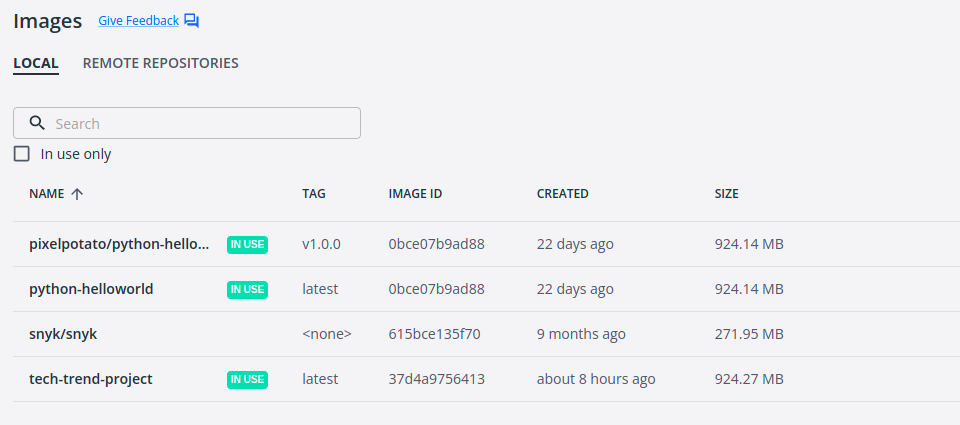 Images Give Feedback
LOCAL REMOTE REPOSITORIES
Search
In use only
NAME TAG IMAGE ID CREATED SIZE
pixelpotato/python-hello... IN USE v1.0.0 0bce07b9ad88 22 days ago 924.14 MB
python-helloworld IN USE latest 0bce07b9ad88 22 days ago 924.14 MB
snyk/snyk <none> 615bce135f70 9 months ago 271.95 MB
tech-trend-project IN USE latest 37d4a9756413 about 8 hours ago 924.27 MB